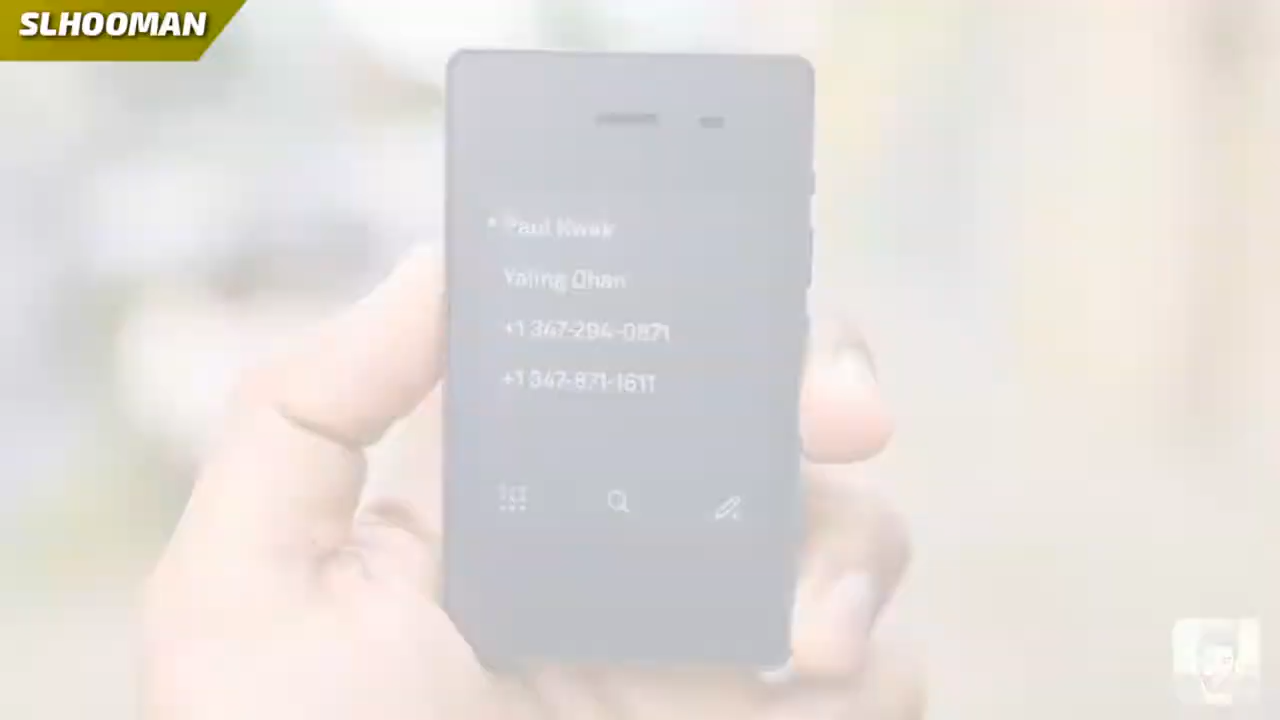 SLHOOMAN
Paul Kwak
Yaling Chan
+1 347-294-0871
+1 347-871-1611